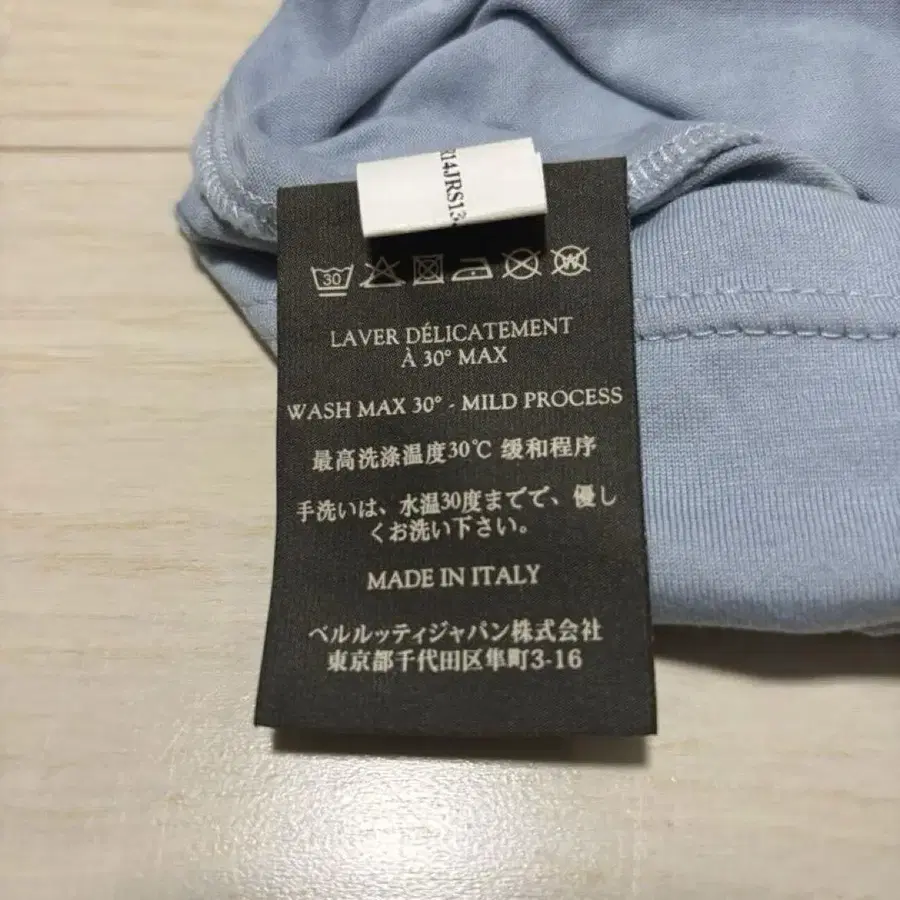 R14JRS13
30
W
LAVER DÉLICATEMENT
À 30° MAX
WASH MAX 30° - MILD PROCESS
最高洗涤温度30℃ 缓和程序
手洗いは、水温30度までで、優し
くお洗い下さい。
MADE IN ITALY
ベルルッティジャパン株式会社
東京都千代田区隼町3-16